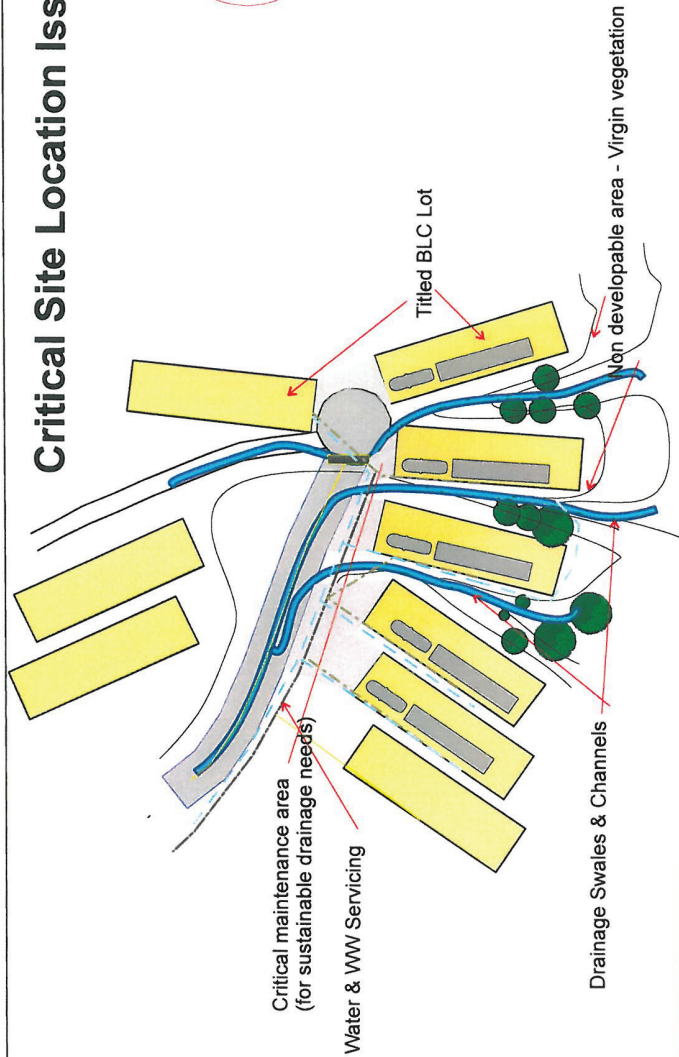 Critical Site Location Iss
Titled BLC Lot
Non developable area - Virgin vegetation
Critical maintenance area
(for sustainable drainage needs)
Water & WW Servicing
Drainage Swales & Channels